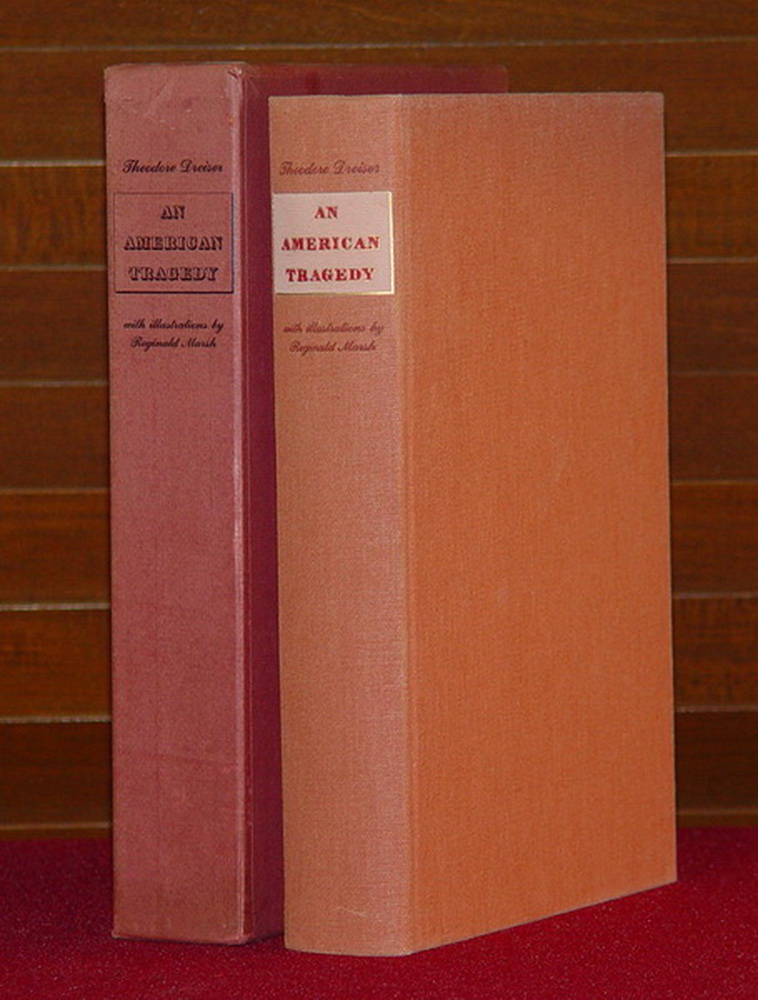 Theodore Dreiser
AN
AMERICAN
TRAGEDY
with illustrations by
Reginald Marsh
Theodore Dreiser
AN
AMERICAN
TRAGEDY
with illustrations by
Reginald Marsh